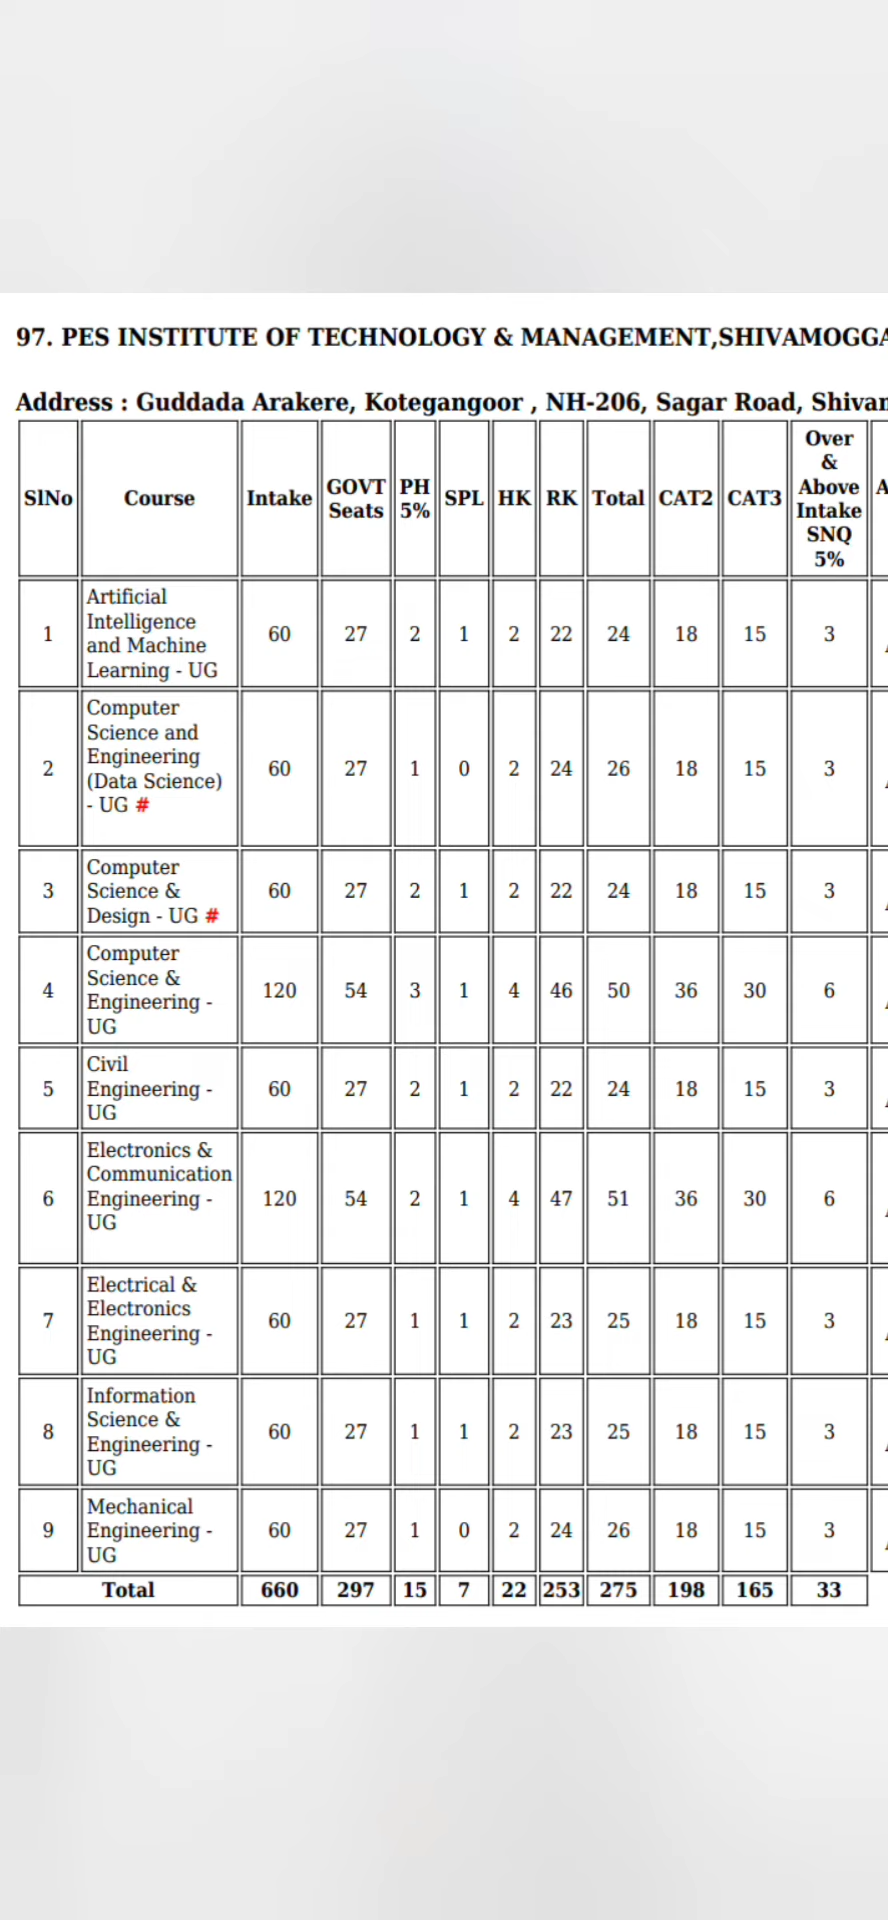 97. PES INSTITUTE OF TECHNOLOGY & MANAGEMENT,SHIVAMOGGA
Address : Guddada Arakere, Kotegangoor , NH-206, Sagar Road,
SlNo Course Intake GOVT Seats PH 5% SPL HK RK Total CAT2 CAT3 Over & Above Intake SNQ 5%
1 Artificial Intelligence and Machine Learning - UG 60 27 2 1 2 22 24 18 15 3
2 Computer Science and Engineering (Data Science) - UG # 60 27 1 0 2 24 26 18 15 3
3 Computer Science & Design - UG # 60 27 2 1 2 22 24 18 15 3
4 Computer Science & Engineering - UG 120 54 3 1 4 46 50 36 30 6
5 Civil Engineering - UG 60 27 2 1 2 22 24 18 15 3
6 Electronics & Communication Engineering - UG 120 54 2 1 4 47 51 36 30 6
7 Electrical & Electronics Engineering - UG 60 27 1 1 2 23 25 18 15 3
8 Information Science & Engineering - UG 60 27 1 1 2 23 25 18 15 3
9 Mechanical Engineering - UG 60 27 1 0 2 24 26 18 15 3
Total 660 297 15 7 22 253 275 198 165 33